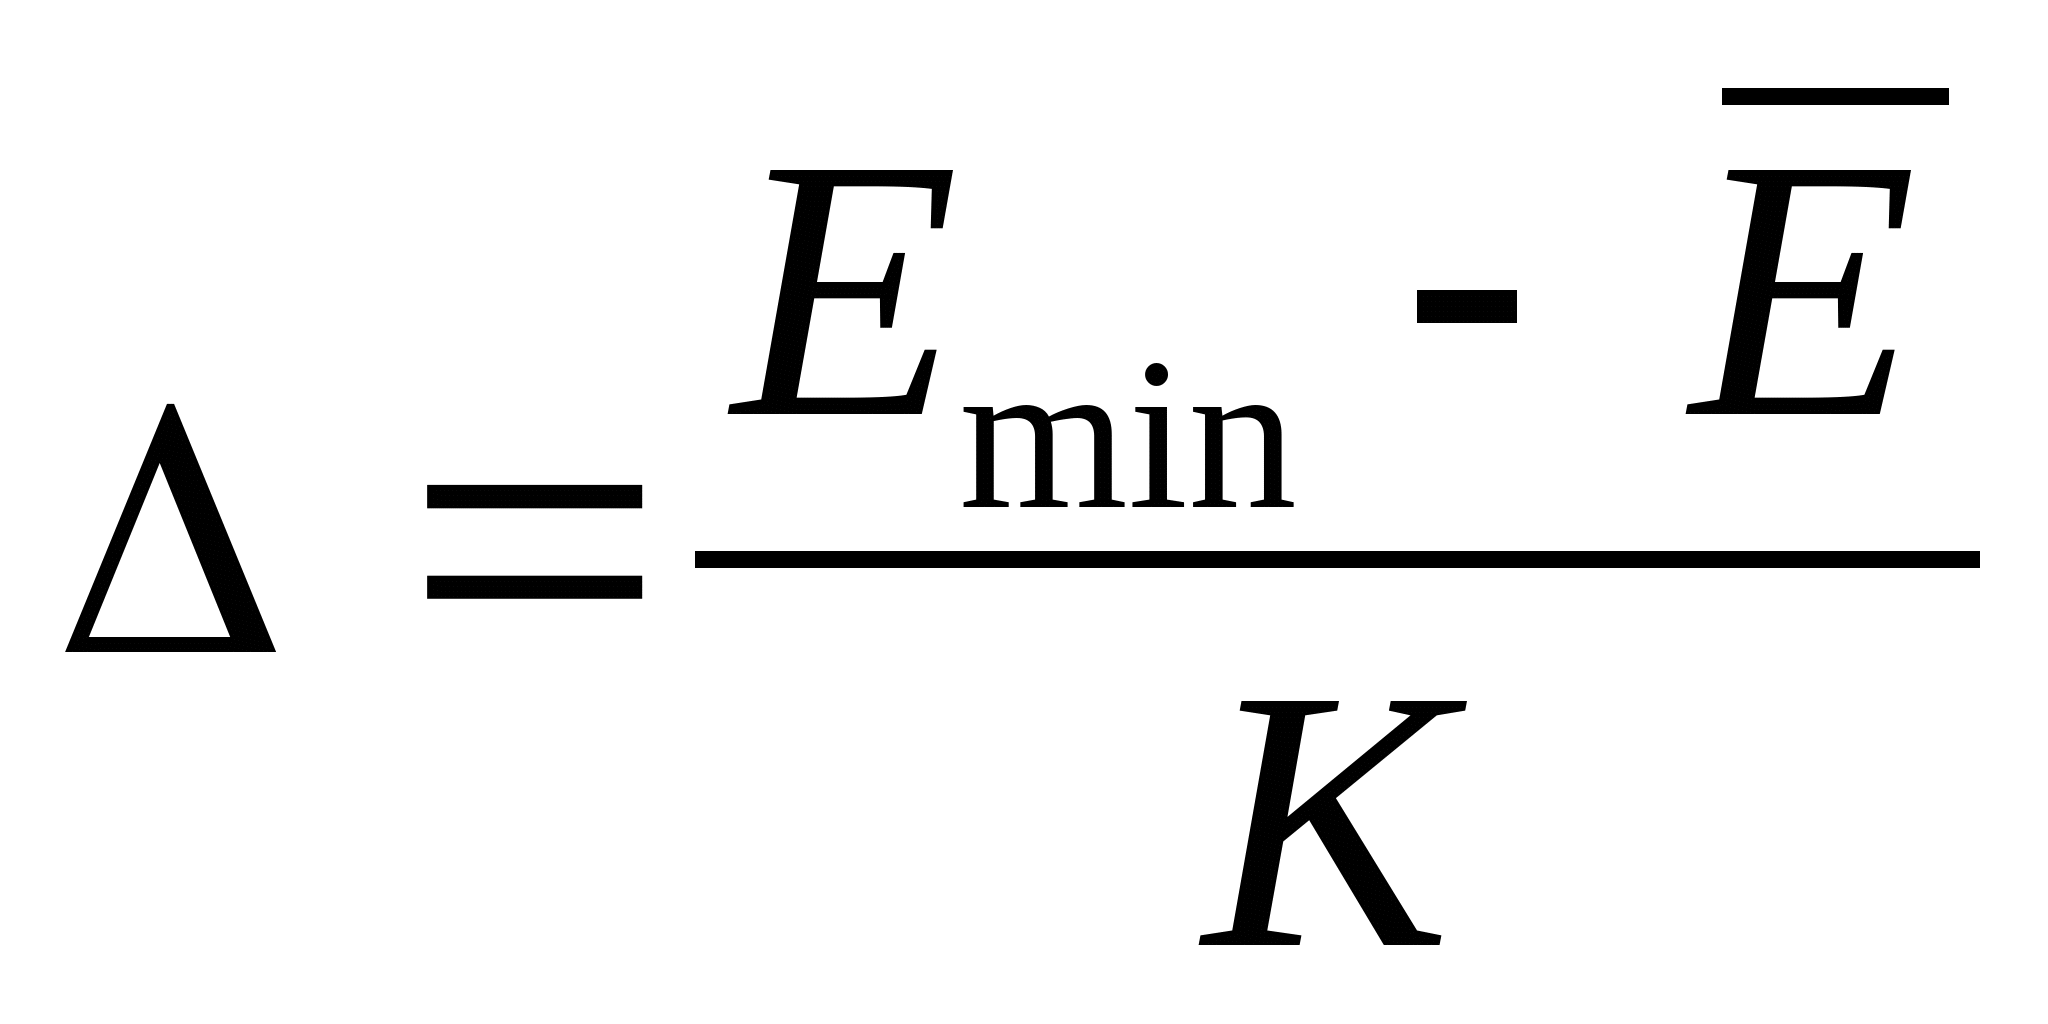 Δ = (E_min - E̅) / K